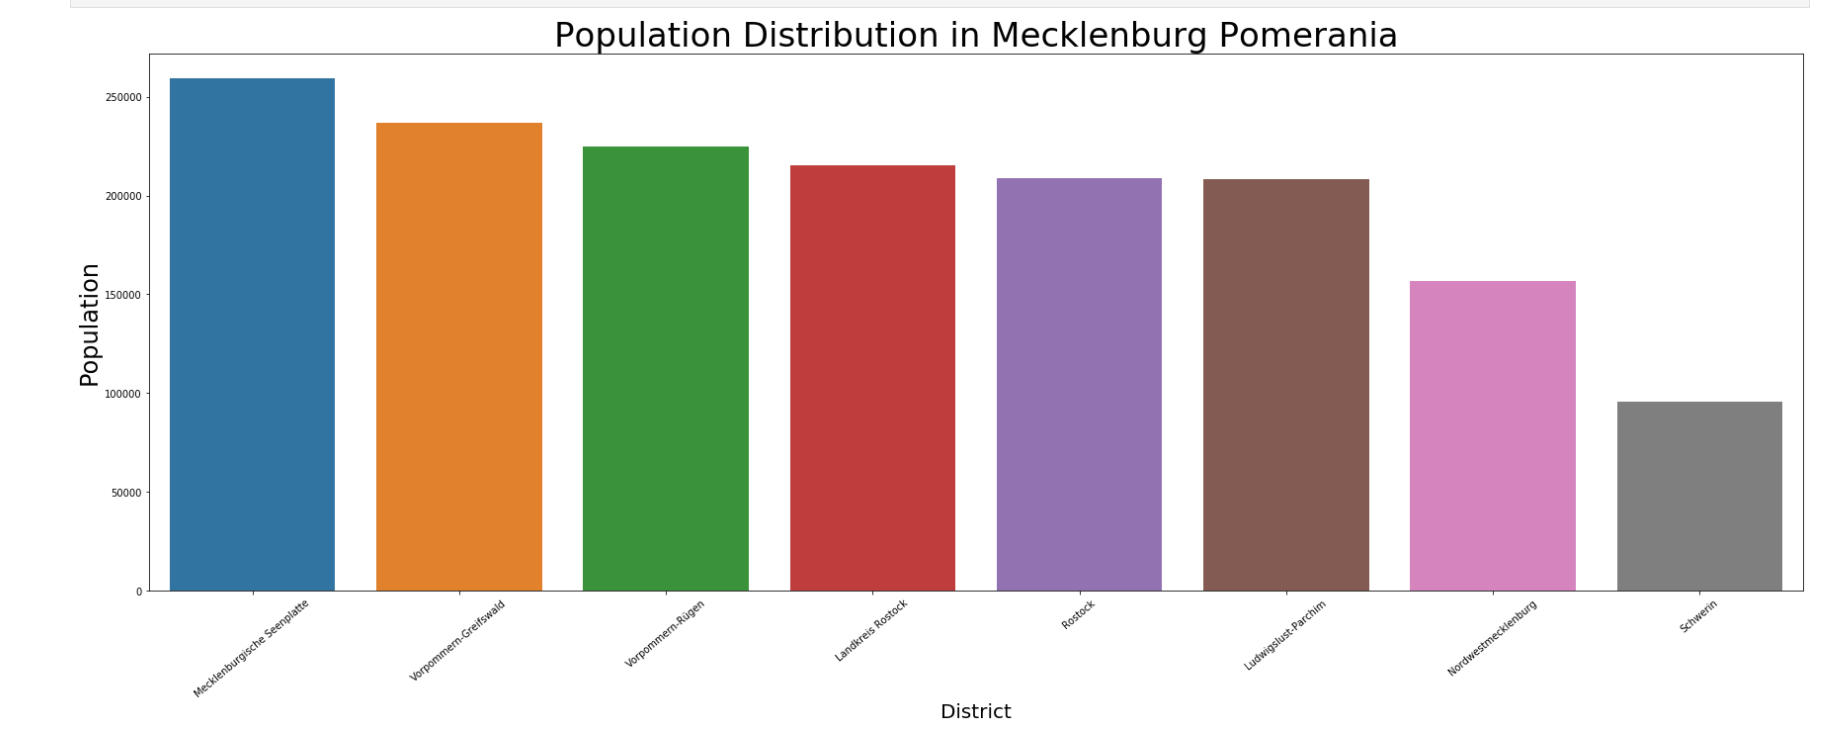 Population Distribution in Mecklenburg Pomerania
Population
250000
200000
150000
100000
50000
0
Mecklenburgische Seenplatte
Vorpommern-Greifswald
Vorpommern-Rügen
Landkreis Rostock
Rostock
Ludwigslust-Parchim
Nordwestmecklenburg
Schwerin
District